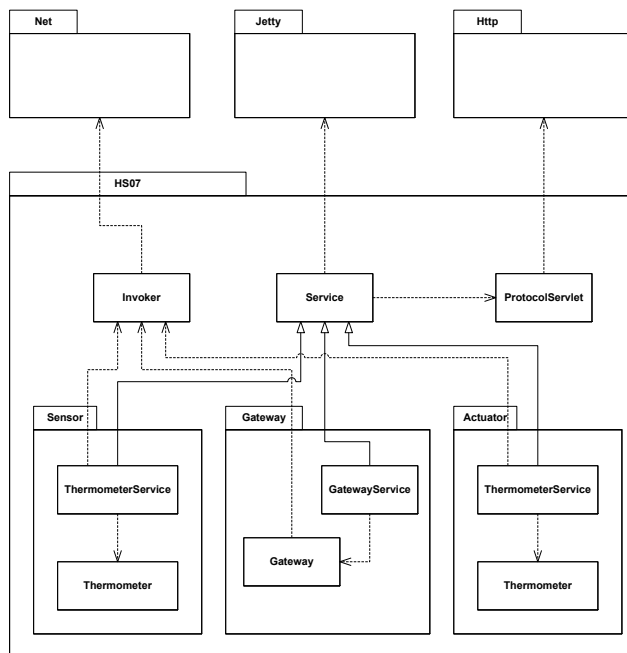 Net
Jetty
Http
HS07
Invoker
Service
ProtocolServlet
Sensor
Gateway
Actuator
ThermometerService
GatewayService
ThermometerService
Gateway
Thermometer
Thermometer